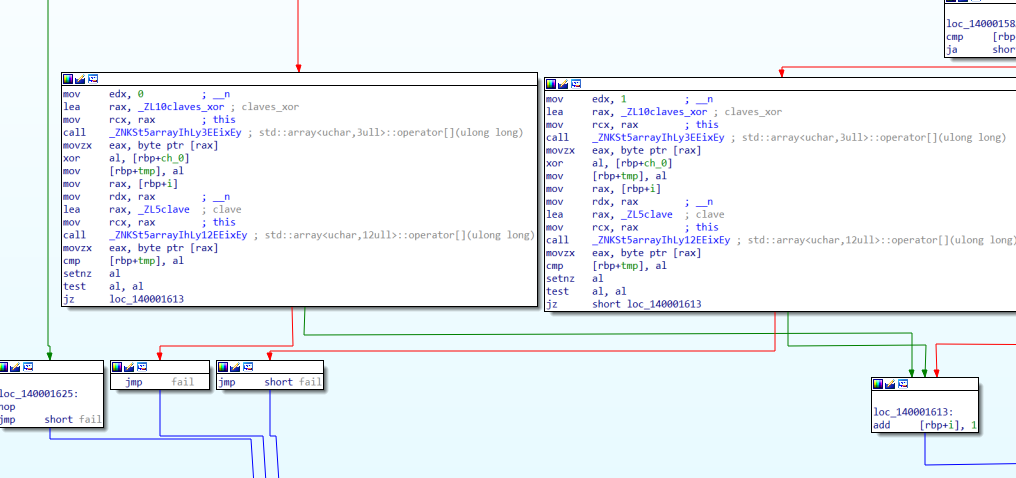 loc_14000158
cmp [rbp
ja shor
mov edx, 0 ; __n
lea rax, _ZL10claves_xor ; claves_xor
mov rcx, rax ; this
call _ZNKSt5arrayIhLy3EEixEy ; std::array<uchar,3ull>::operator[](ulong long)
movzx eax, byte ptr [rax]
xor al, [rbp+ch_0]
mov [rbp+tmp], al
mov rax, [rbp+i]
mov rdx, rax ; __n
lea rax, _ZL5clave ; clave
mov rcx, rax ; this
call _ZNKSt5arrayIhLy12EEixEy ; std::array<uchar,12ull>::operator[](ulong long)
movzx eax, byte ptr [rax]
cmp [rbp+tmp], al
setnz al
test al, al
jz loc_140001613
mov edx, 1 ; __n
lea rax, _ZL10claves_xor ; claves_xor
mov rcx, rax ; this
call _ZNKSt5arrayIhLy3EEixEy ; std::array<uchar,3ull>::operator[](ulong long)
movzx eax, byte ptr [rax]
xor al, [rbp+ch_0]
mov [rbp+tmp], al
mov rax, [rbp+i]
mov rdx, rax ; __n
lea rax, _ZL5clave ; clave
mov rcx, rax ; this
call _ZNKSt5arrayIhLy12EEixEy ; std::array<uchar,12ull>::operator[](ulong long)
movzx eax, byte ptr [rax]
cmp [rbp+tmp], al
setnz al
test al, al
jz short loc_140001613
loc_140001625:
nop
jmp short fail
jmp fail
jmp short fail
loc_140001613:
add [rbp+i], 1